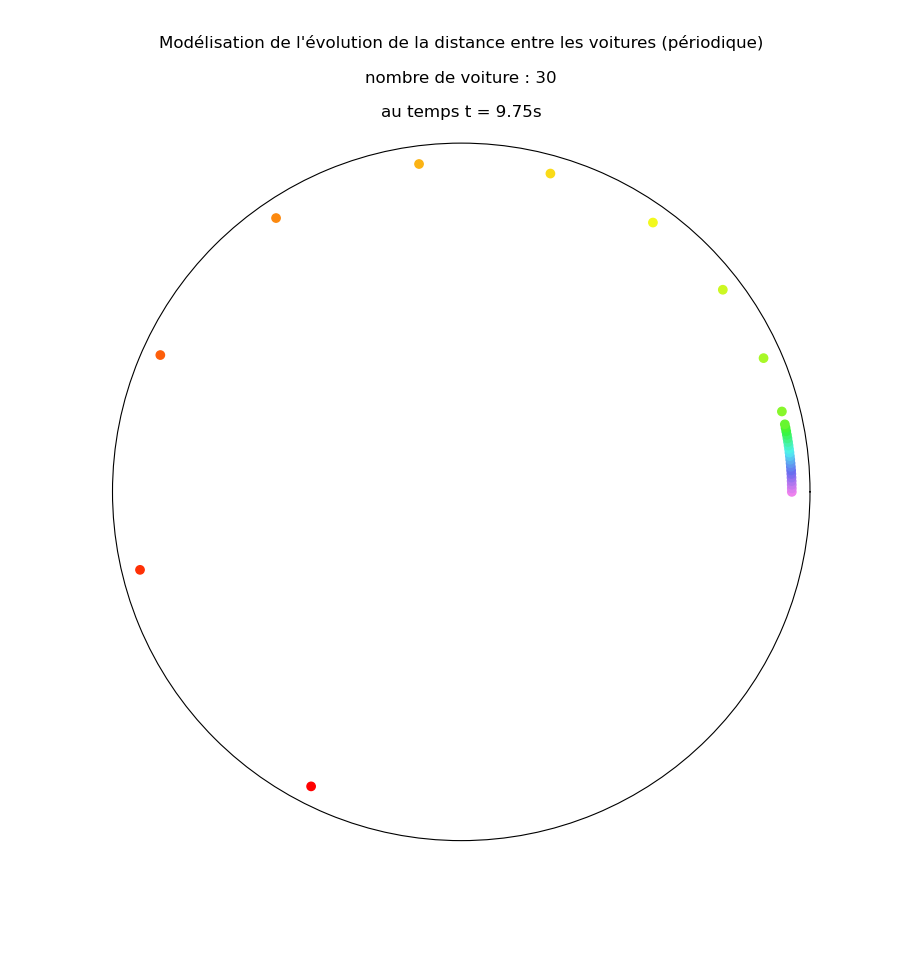 Modélisation de l'évolution de la distance entre les voitures (périodique)
nombre de voiture : 30
au temps t = 9.75s